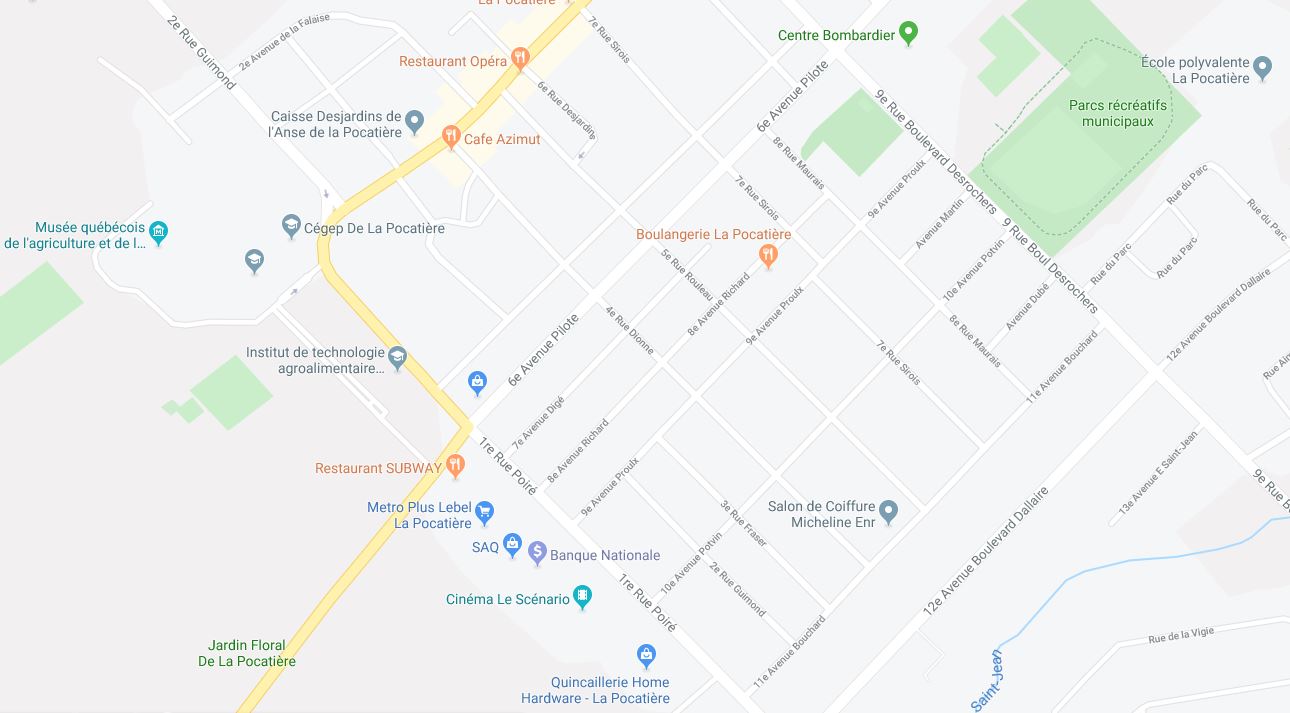 La Pocatière
7e Rue Sirois
2e Rue Guimond
2e Avenue de la Falaise
Restaurant Opéra
Centre Bombardier
École polyvalente
La Pocatière
6e Avenue Pilote
6e Rue Desjardins
9e Rue Boulevard Desrochers
Parcs récréatifs
municipaux
Caisse Desjardins de
l'Anse de la Pocatière
Cafe Azimut
8e Rue Maurais
7e Rue Sirois
9e Avenue Proulx
Avenue Martin
Rue du Parc
Rue du Parc
Musée québécois
de l'agriculture et de l...
Cégep De La Pocatière
Boulangerie La Pocatière
9 Rue Boul Desrochers
Rue du Parc
Rue du Parc
5e Rue Rouleau
8e Avenue Richard
9e Avenue Proulx
10e Avenue Potvin
Avenue Dubé
12e Avenue Boulevard Dallaire
4e Rue Dionne
6e Avenue Pilote
8e Rue Maurais
7e Rue Sirois
11e Avenue Bouchard
Institut de technologie
agroalimentaire...
7e Avenue Digé
8e Avenue Richard
9e Avenue Proulx
1re Rue Poiré
Restaurant SUBWAY
13e Avenue E Saint-Jean
Metro Plus Lebel
La Pocatière
SAQ
Banque Nationale
3e Rue Fraser
Salon de Coiffure
Micheline Enr
10e Avenue Potvin
2e Rue Guimond
12e Avenue Boulevard Dallaire
Cinéma Le Scénario
1re Rue Poiré
11e Avenue Bouchard
Rue de la Vigie
Jardin Floral
De La Pocatière
Quincaillerie Home
Hardware - La Pocatière
Saint-Jean